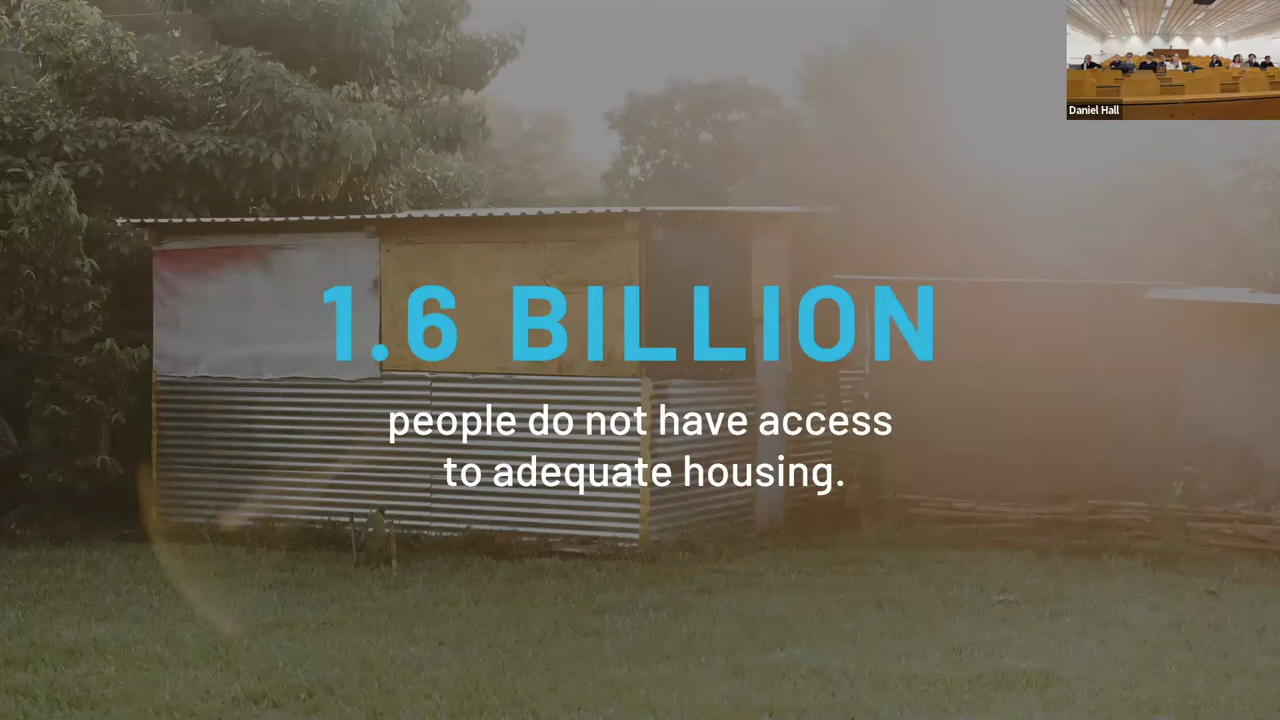 Daniel Hall
1.6 BILLION
people do not have access
to adequate housing.